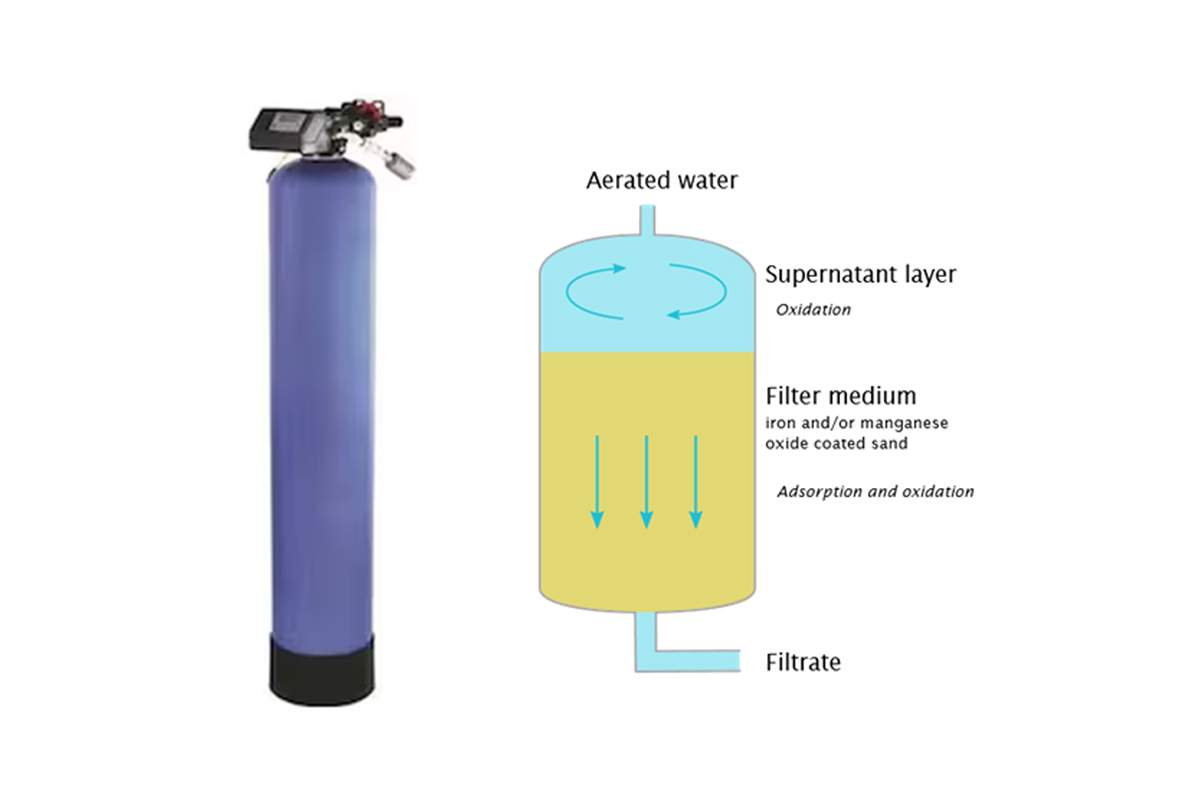 Aerated water
Supernatant layer
Oxidation
Filter medium
iron and/or manganese
oxide coated sand
Adsorption and oxidation
Filtrate